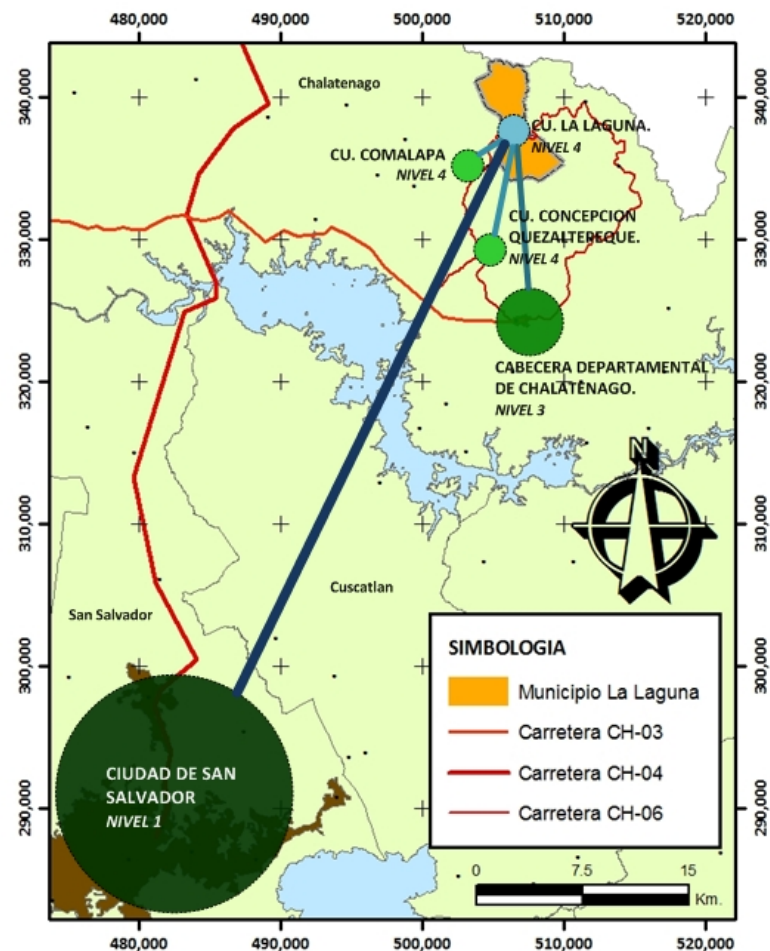 480,000
490,000
500,000
510,000
520,000
340,000
340,000
Chalatenago
CU. LA LAGUNA.
NIVEL 4
CU. COMALAPA
NIVEL 4
CU. CONCEPCION
QUEZALTEPEQUE.
NIVEL 4
330,000
330,000
CABECERA DEPARTAMENTAL
DE CHALATENAGO.
NIVEL 3
320,000
320,000
N
310,000
310,000
Cuscatlan
San Salvador
300,000
300,000
SIMBOLOGIA
Municipio La Laguna
Carretera CH-03
Carretera CH-04
Carretera CH-06
CIUDAD DE SAN
SALVADOR
NIVEL 1
290,000
290,000
0
7.5
15
Km.
480,000
490,000
500,000
510,000
520,000